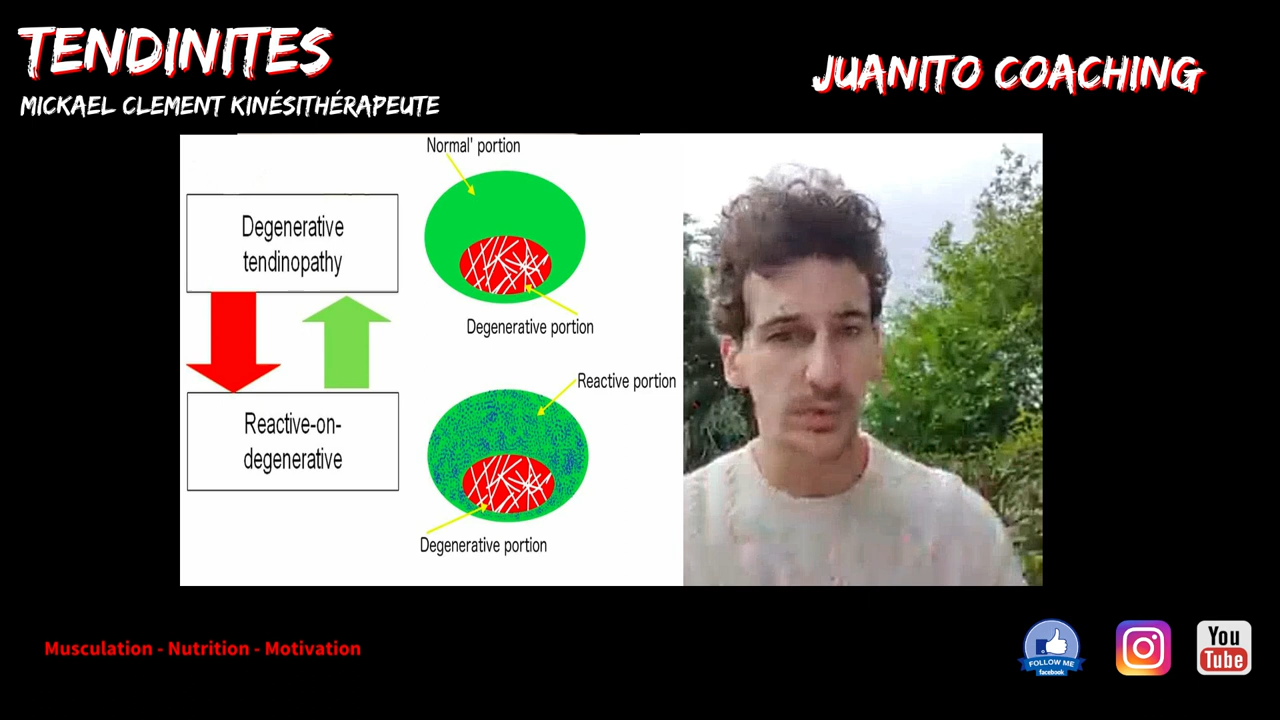 TENDINITES
MICKAEL CLEMENT KINÉSITHÉRAPEUTE
JUANITO COACHING
Normal' portion
Degenerative
tendinopathy
Degenerative portion
Reactive portion
Reactive-on-
degenerative
Degenerative portion
Musculation - Nutrition - Motivation
FOLLOW ME
facebook
You
Tube